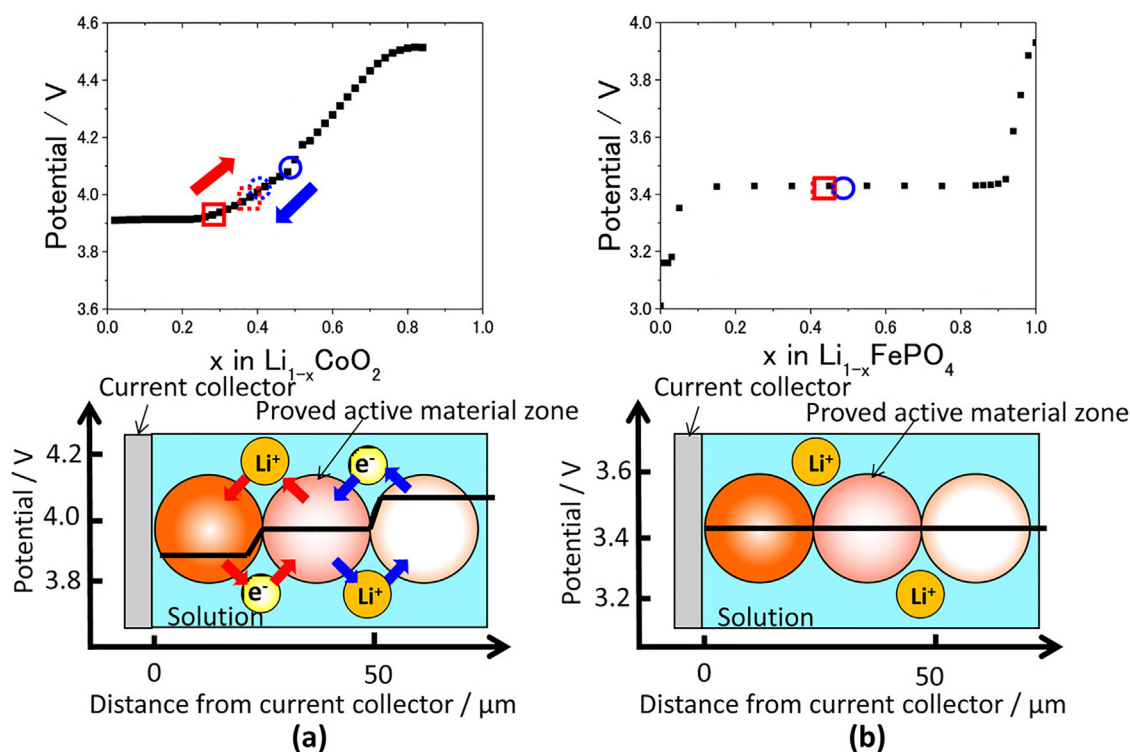 4.6
4.4
4.2
4.0
3.8
3.6
Potential / V
0.0 0.2 0.4 0.6 0.8 1.0
x in Li1-xCoO2
4.0
3.8
3.6
3.4
3.2
3.0
Potential / V
0.0 0.2 0.4 0.6 0.8 1.0
x in Li1-xFePO4
Current collector
Proved active material zone
Potential / V
4.2
4.0
3.8
Li+
e-
e-
Li+
Solution
0
50
Distance from current collector / μm
(a)
Current collector
Proved active material zone
Potential / V
3.6
3.4
3.2
Li+
Li+
Solution
0
50
Distance from current collector / μm
(b)